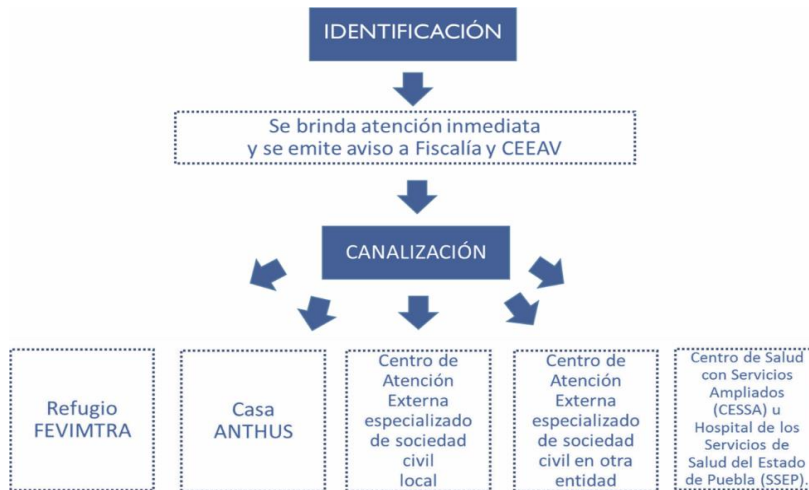 IDENTIFICACIÓN
Se brinda atención inmediata
y se emite aviso a Fiscalía y CEEAV
CANALIZACIÓN
Refugio
FEVIMTRA
Casa
ANTHUS
Centro de
Atención
Externa
especializado
de sociedad
civil
local
Centro de
Atención
Externa
especializado
de sociedad
civil en otra
entidad
Centro de Salud
con Servicios
Ampliados
(CESSA) u
Hospital de los
Servicios de
Salud del Estado
de Puebla (SSEP).